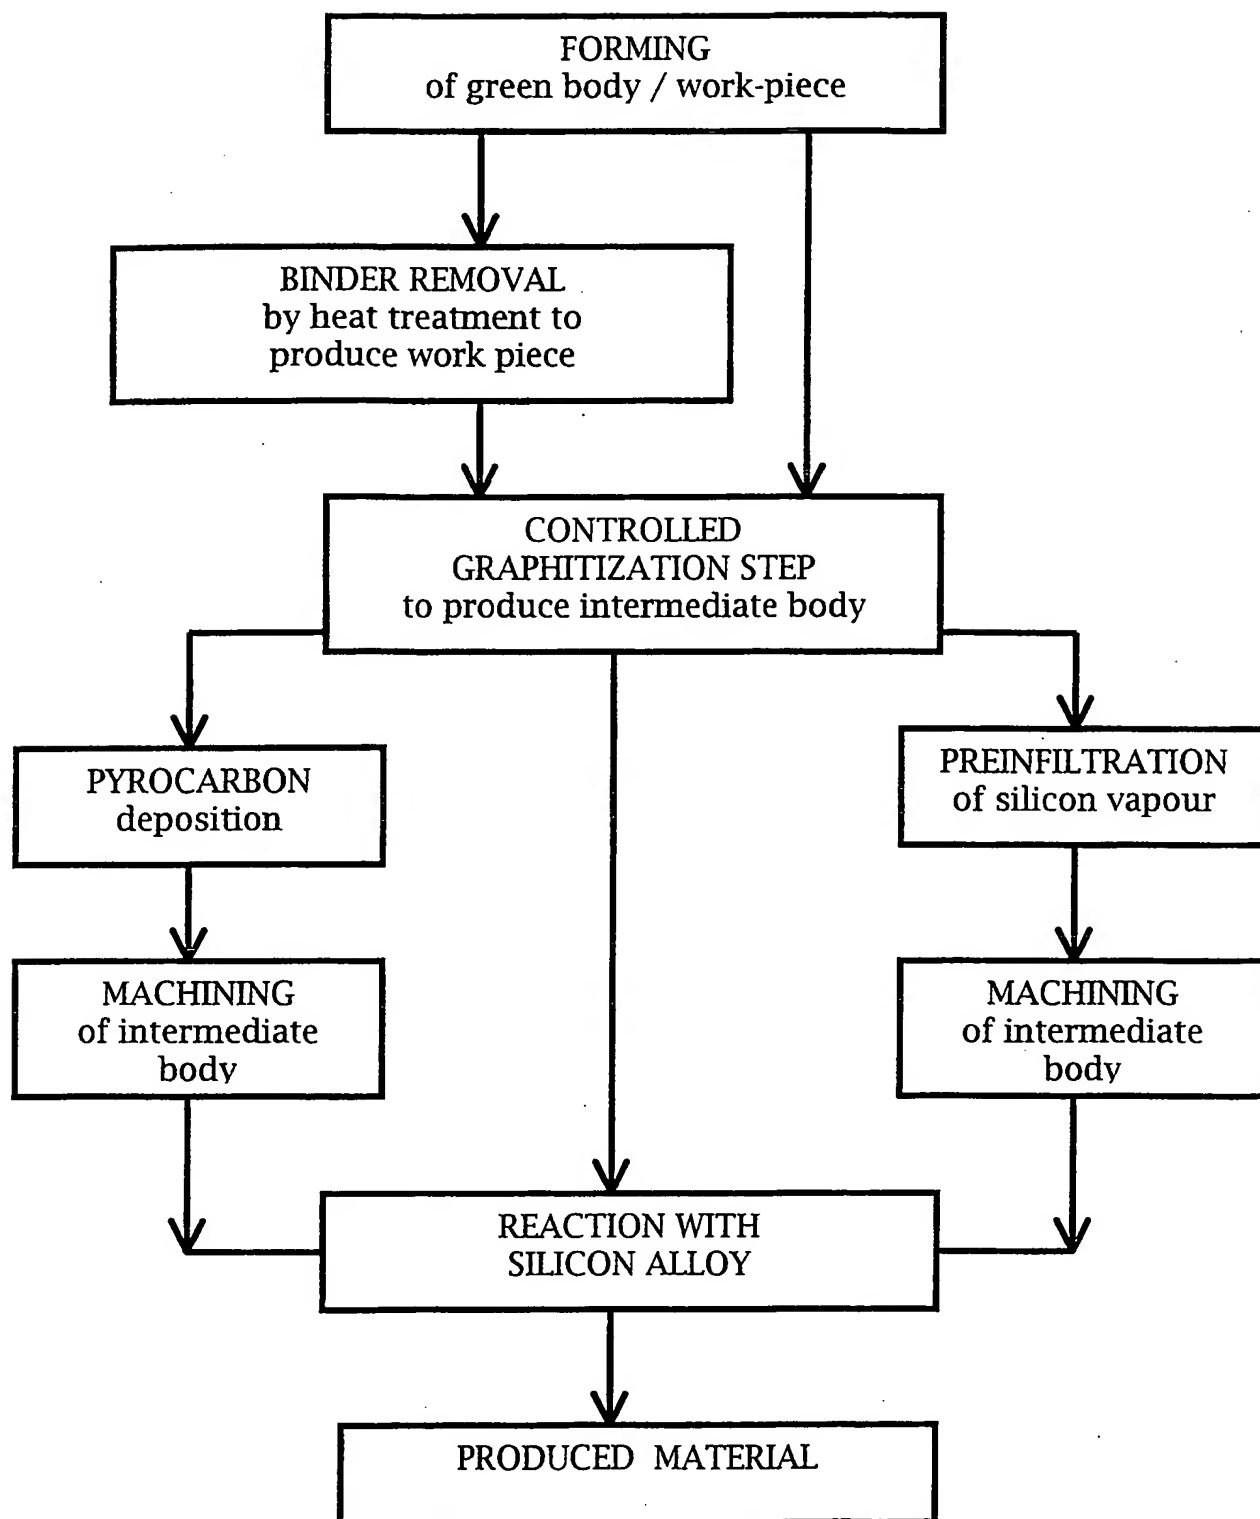 FORMING
of green body / work-piece
BINDER REMOVAL
by heat treatment to
produce work piece
CONTROLLED
GRAPHITIZATION STEP
to produce intermediate body
PYROCARBON
deposition
PREINFILTRATION
of silicon vapour
MACHINING
of intermediate
body
MACHINING
of intermediate
body
REACTION WITH
SILICON ALLOY
PRODUCED MATERIAL